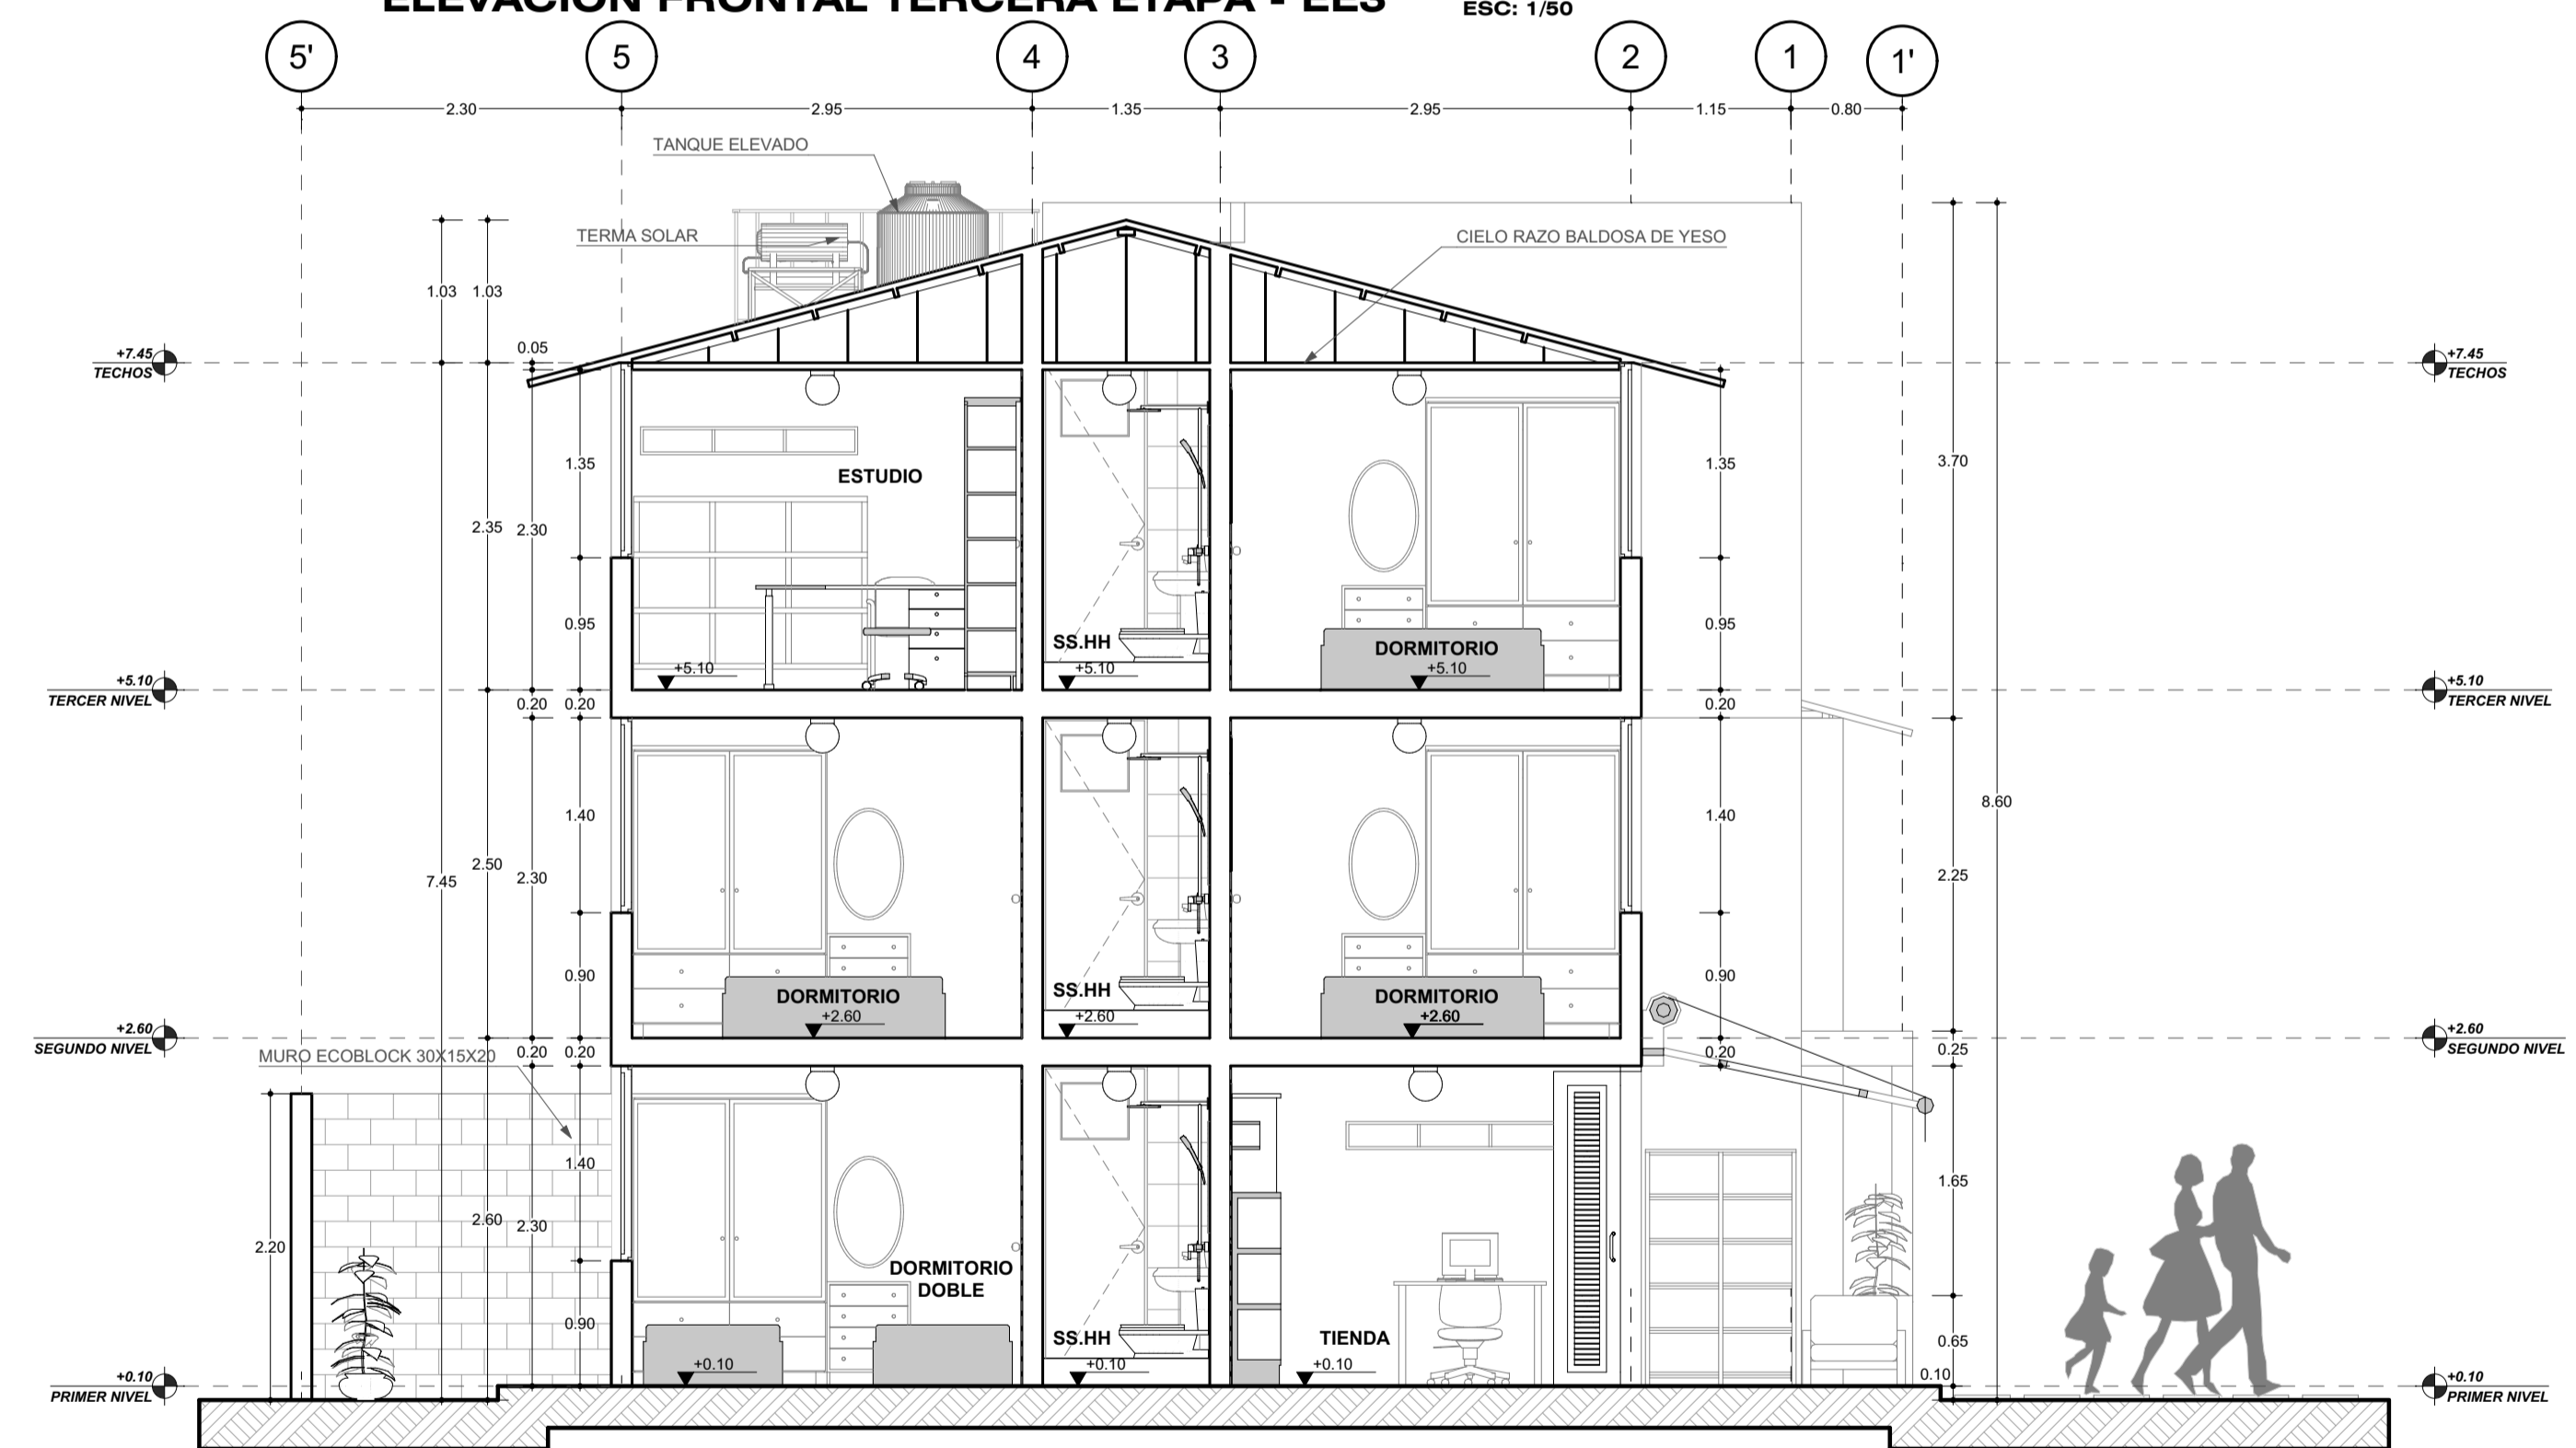 ELEVACION FRONTAL TERCERA ETAPA - EES
ESC: 1/50
5' 5 4 3 2 1 1'
2.30 2.95 1.35 2.95 1.15 0.80
TANQUE ELEVADO
TERMA SOLAR
CIELO RAZO BALDOSA DE YESO
1.03 1.03
0.05
+7.45
TECHOS
+7.45
TECHOS
1.35 1.35
3.70
ESTUDIO
2.35 2.30
0.95 0.95
SS.HH
DORMITORIO
+5.10 +5.10 +5.10
+5.10
TERCER NIVEL
+5.10
TERCER NIVEL
0.20 0.20 0.20
8.60
1.40 1.40
7.45 2.50 2.30
2.25
0.90 0.90
DORMITORIO
SS.HH
DORMITORIO
+2.60 +2.60 +2.60
+2.60
SEGUNDO NIVEL
+2.60
SEGUNDO NIVEL
MURO ECOBLOCK 30X15X20
0.20 0.20 0.20 0.25
1.40
1.65
2.60 2.30
2.20
DORMITORIO
DOBLE
0.90
SS.HH
TIENDA
0.65
+0.10 +0.10 +0.10
0.10
+0.10
PRIMER NIVEL
+0.10
PRIMER NIVEL